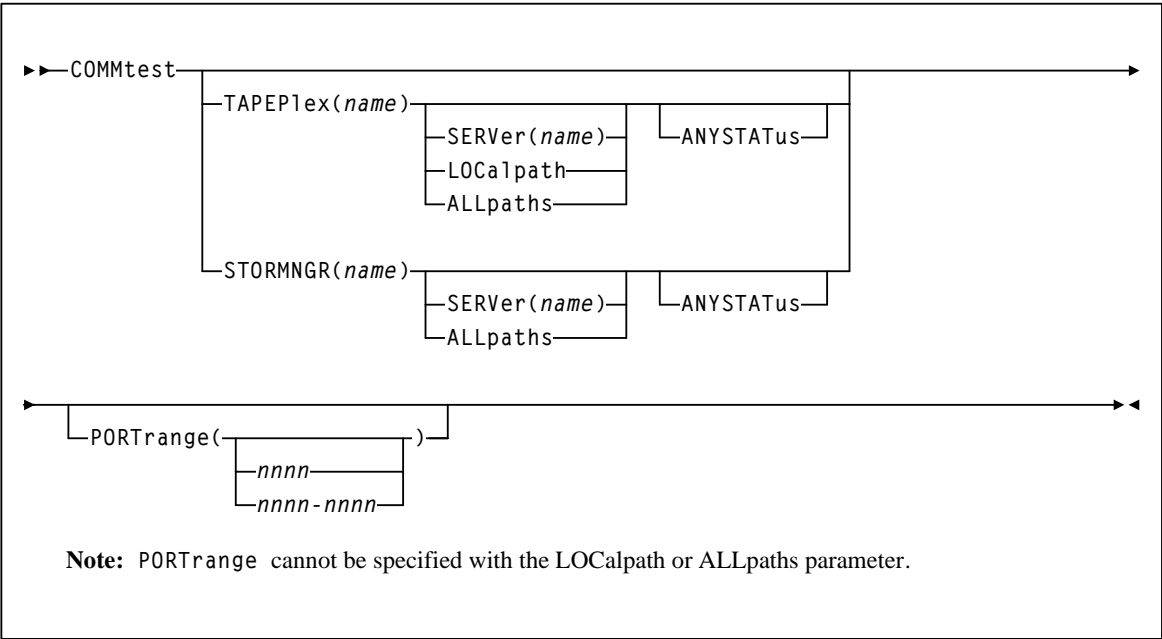 COMMtest
TAPEPlex(name)
SERVer(name)
ANYSTATus
LOCalpath
ALLpaths
STORMNGR(name)
SERVer(name)
ANYSTATus
ALLpaths
PORTrange( )
nnnn
nnnn-nnnn
Note: PORTrange cannot be specified with the LOCalpath or ALLpaths parameter.